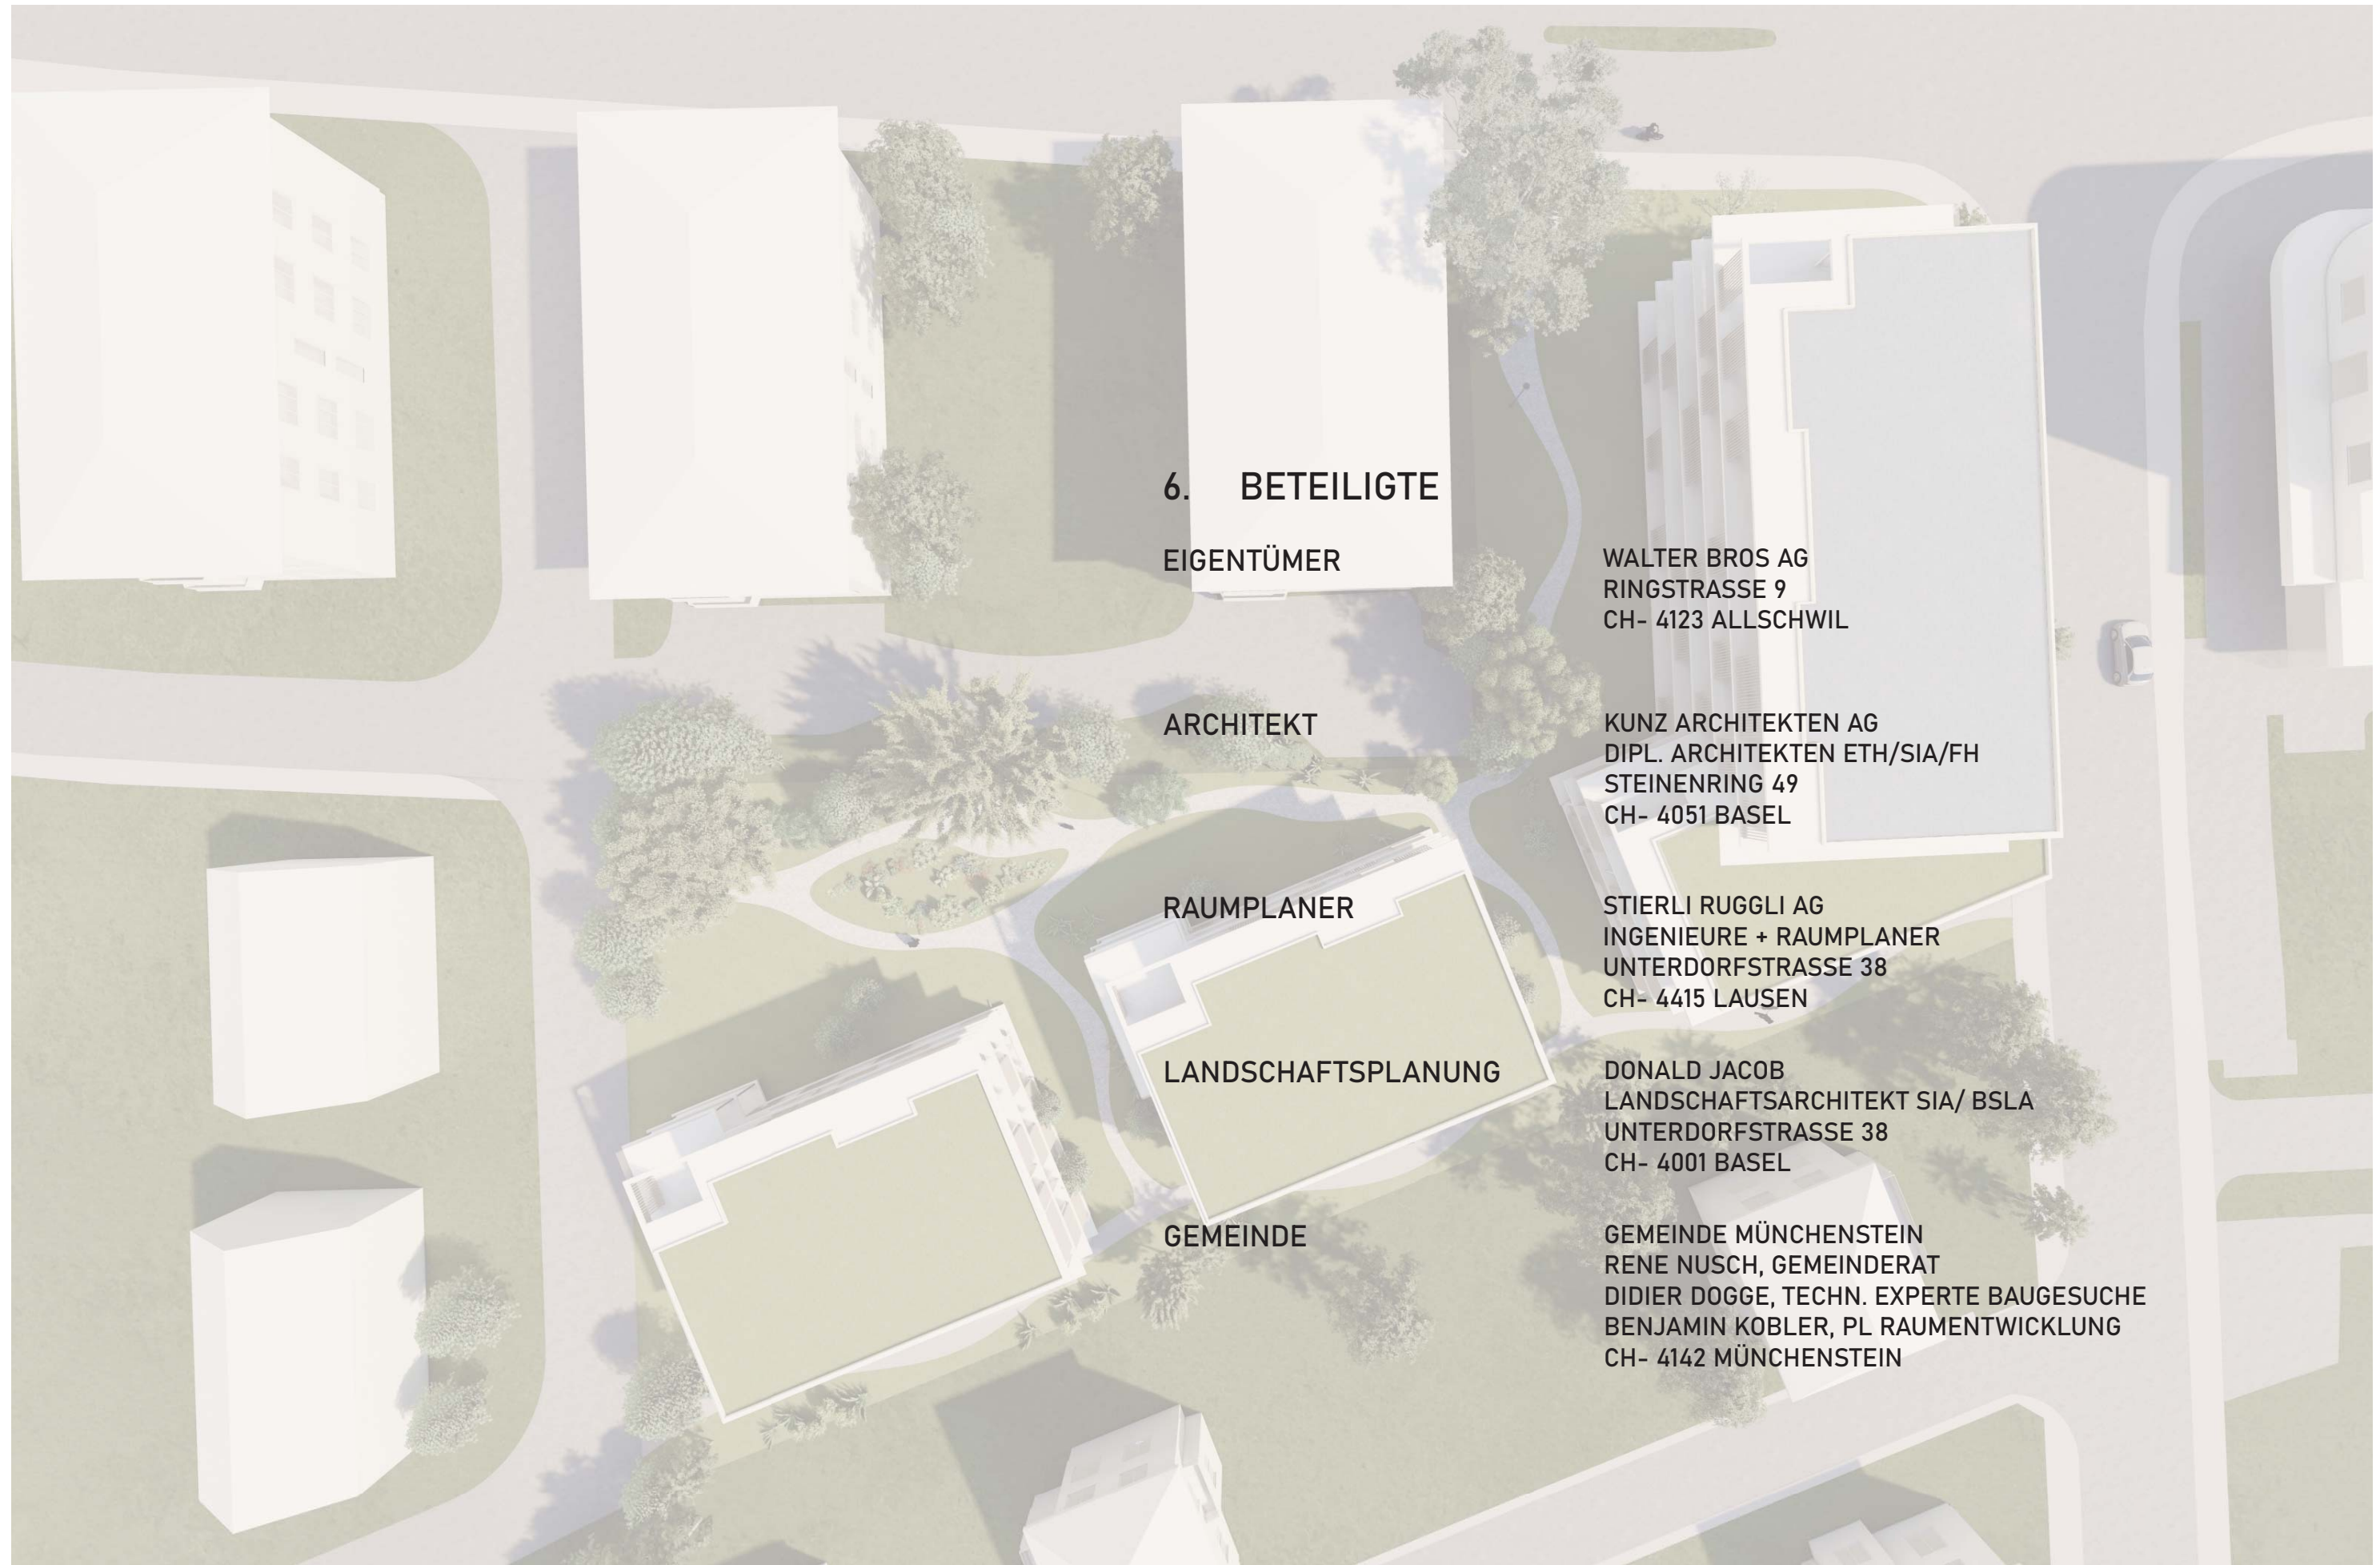 6. BETEILIGTE
EIGENTÜMER
WALTER BROS AG
RINGSTRASSE 9
CH- 4123 ALLSCHWIL
ARCHITEKT
KUNZ ARCHITEKTEN AG
DIPL. ARCHITEKTEN ETH/SIA/FH
STEINENRING 49
CH- 4051 BASEL
RAUMPLANER
STIERLI RUGGLI AG
INGENIEURE + RAUMPLANER
UNTERDORFSTRASSE 38
CH- 4415 LAUSEN
LANDSCHAFTSPLANUNG
DONALD JACOB
LANDSCHAFTSARCHITEKT SIA/ BSLA
UNTERDORFSTRASSE 38
CH- 4001 BASEL
GEMEINDE
GEMEINDE MÜNCHENSTEIN
RENE NUSCH, GEMEINDERAT
DIDIER DOGGE, TECHN. EXPERTE BAUGESUCHE
BENJAMIN KOBLER, PL RAUMENTWICKLUNG
CH- 4142 MÜNCHENSTEIN